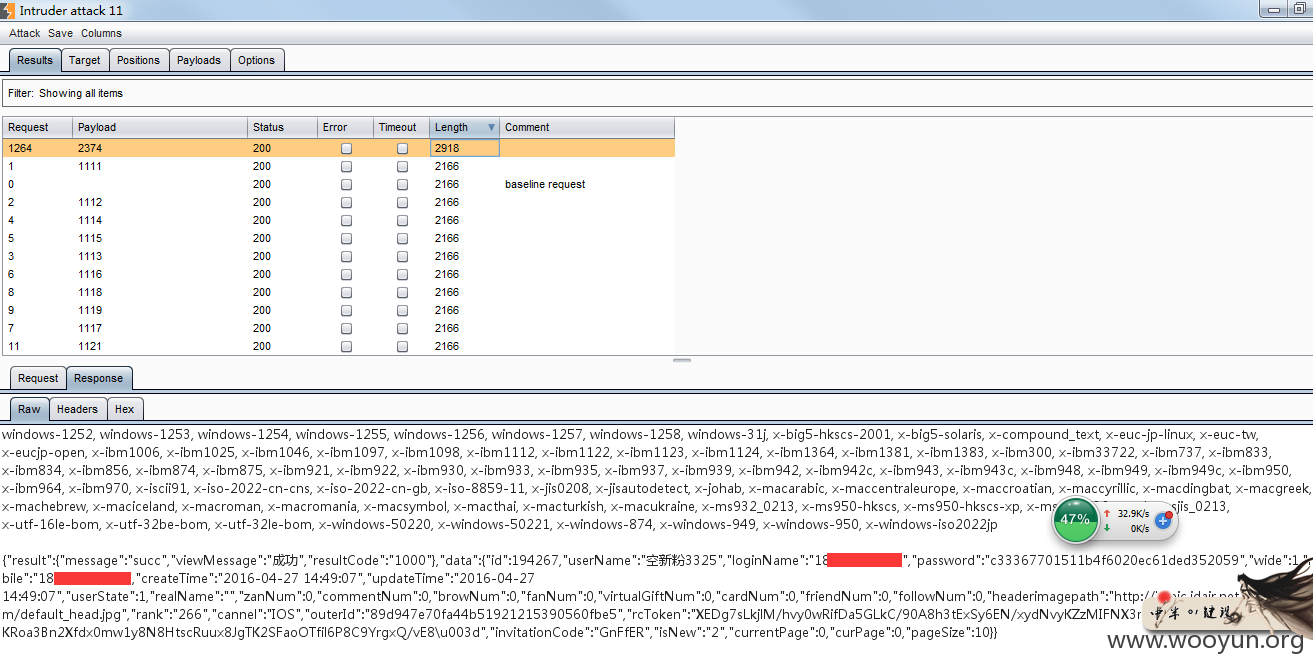 Intruder attack 11
Attack Save Columns
Results Target Positions Payloads Options
Filter: Showing all items
Request Payload Status Error Timeout Length Comment
1264 2374 200 2918
1 1111 200 2166
0 200 2166 baseline request
2 1112 200 2166
4 1114 200 2166
5 1115 200 2166
3 1113 200 2166
6 1116 200 2166
8 1118 200 2166
9 1119 200 2166
7 1117 200 2166
11 1121 200 2166
Request Response
Raw Headers Hex
windows-1252, windows-1253, windows-1254, windows-1255, windows-1256, windows-1257, windows-1258, windows-31j, x-big5-hkscs-2001, x-big5-solaris, x-compound_text, x-euc-jp-linux, x-euc-tw,
x-eucjp-open, x-ibm1006, x-ibm1025, x-ibm1046, x-ibm1097, x-ibm1098, x-ibm1112, x-ibm1122, x-ibm1123, x-ibm1124, x-ibm1364, x-ibm1381, x-ibm1383, x-ibm300, x-ibm33722, x-ibm737, x-ibm833,
x-ibm834, x-ibm856, x-ibm874, x-ibm875, x-ibm921, x-ibm922, x-ibm930, x-ibm933, x-ibm935, x-ibm937, x-ibm939, x-ibm942, x-ibm942c, x-ibm943, x-ibm943c, x-ibm948, x-ibm949, x-ibm949c, x-ibm950,
x-ibm964, x-ibm970, x-iscii91, x-iso-2022-cn-cns, x-iso-2022-cn-gb, x-iso-8859-11, x-jis0208, x-jisautodetect, x-johab, x-macarabic, x-maccentraleurope, x-maccroatian, x-maccyrillic, x-macdingbat, x-macgreek,
x-machebrew, x-maciceland, x-macroman, x-macromania, x-macsymbol, x-macthai, x-macturkish, x-macukraine, x-ms932_0213, x-ms950-hkscs, x-ms950-hkscs-xp, x-ms sjis_0213,
x-utf-16le-bom, x-utf-32be-bom, x-utf-32le-bom, x-windows-50220, x-windows-50221, x-windows-874, x-windows-949, x-windows-950, x-windows-iso2022jp
47% 32.9K/s
0K/s
{"result":{"message":"succ","viewMessage":"成功","resultCode":"1000"},"data":{"id":194267,"userName":"空新粉3325","loginName":"18 ","password":"c33367701511b4f6020ec61ded352059","wide":1,
bile":"18 ,"createTime":"2016-04-27 14:49:07","updateTime":"2016-04-27
14:49:07","userState":1,"realName":"","zanNum":0,"commentNum":0,"browNum":0,"fanNum":0,"virtualGiftNum":0,"cardNum":0,"friendNum":0,"followNum":0,"headerimagepath":"http://
m/default_head.jpg","rank":"266","cannel":"IOS","outerId":"89d947e70fa44b51921215390560fbe5","rcToken":"XEDg7sLkjlM/hvy0wRifDa5GLkC/90A8h3tExSy6EN/xydNvyKZzMIFNX3
KRoa3Bn2Xfdx0mw1y8N8HtscRuux8JgTK2SFaoOTfil6P8C9YrgxQ/vE8\u003d","invitationCode":"GnFfER","isNew":"2","currentPage":0,"curPage":0,"pageSize":10}}
www.wooyun.org